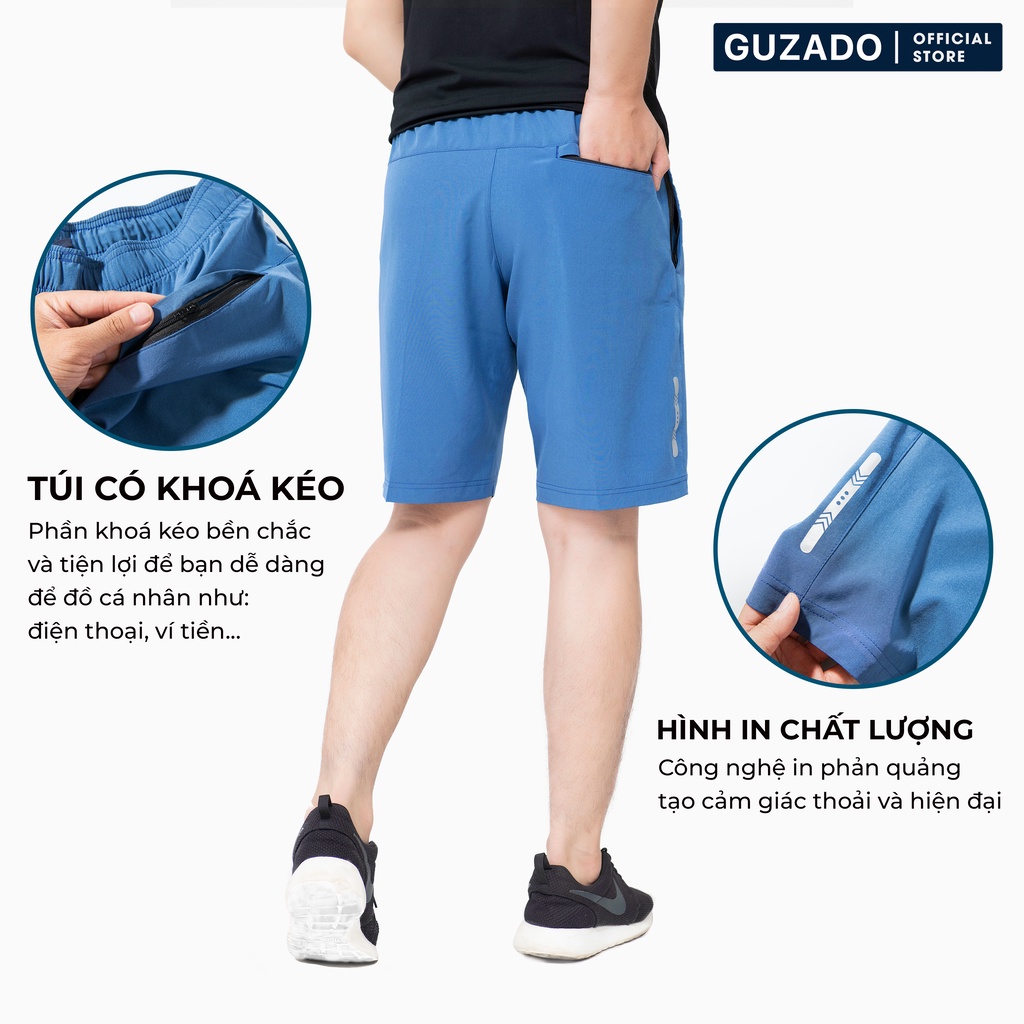 GUZADO | OFFICIAL STORE
TÚI CÓ KHOÁ KÉO
Phần khoá kéo bền chắc
và tiện lợi để bạn dễ dàng
để đồ cá nhân như:
điện thoại, ví tiền...
HÌNH IN CHẤT LƯỢNG
Công nghệ in phản quảng
tạo cảm giác thoải và hiện đại